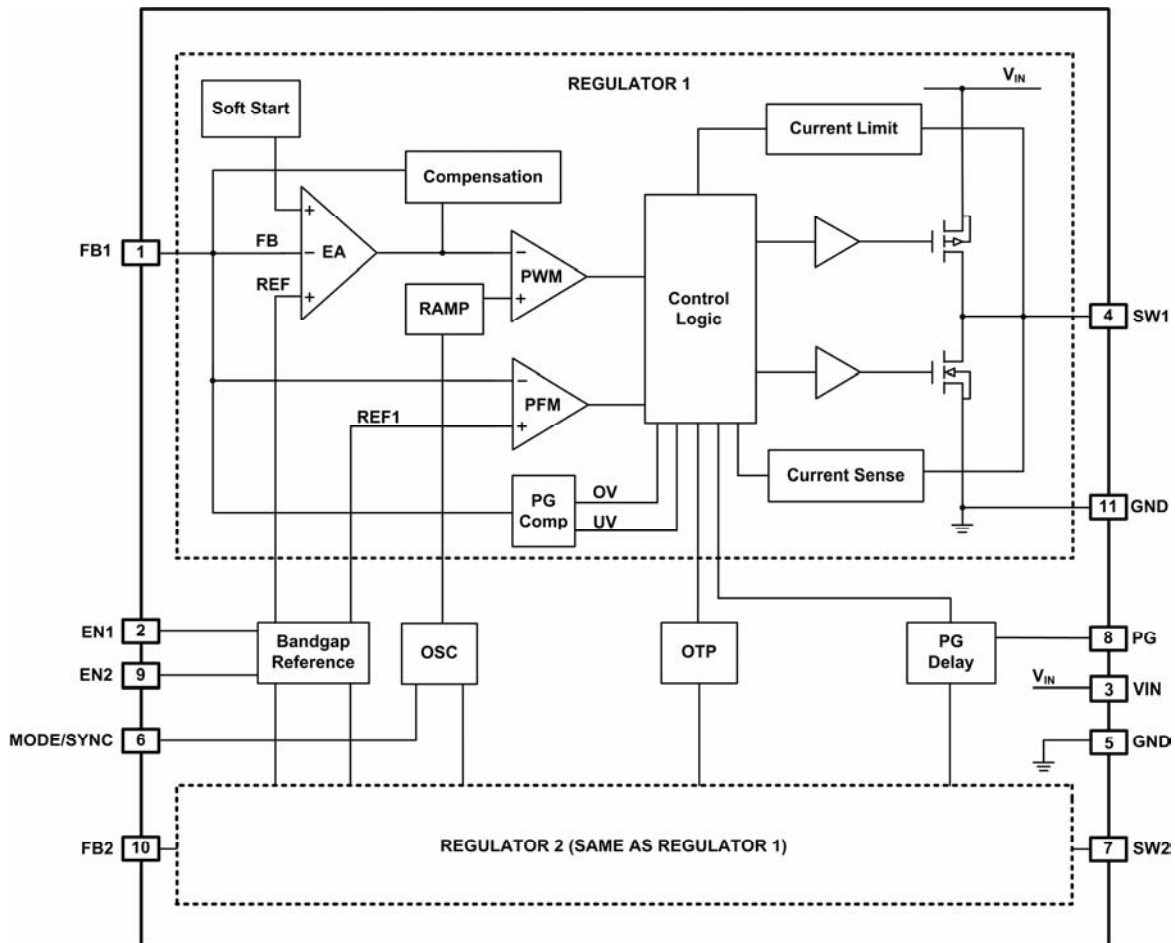 REGULATOR 1
VIN
Soft Start
Current Limit
Compensation
FB1
1
FB
REF
+
−
+
EA
−
+
PWM
RAMP
Control
Logic
4
SW1
REF1
−
+
PFM
Current Sense
PG
Comp
OV
UV
11
GND
EN1
2
EN2
9
Bandgap
Reference
OSC
OTP
PG
Delay
8
PG
VIN
3
VIN
MODE/SYNC
6
5
GND
FB2
10
REGULATOR 2 (SAME AS REGULATOR 1)
7
SW2